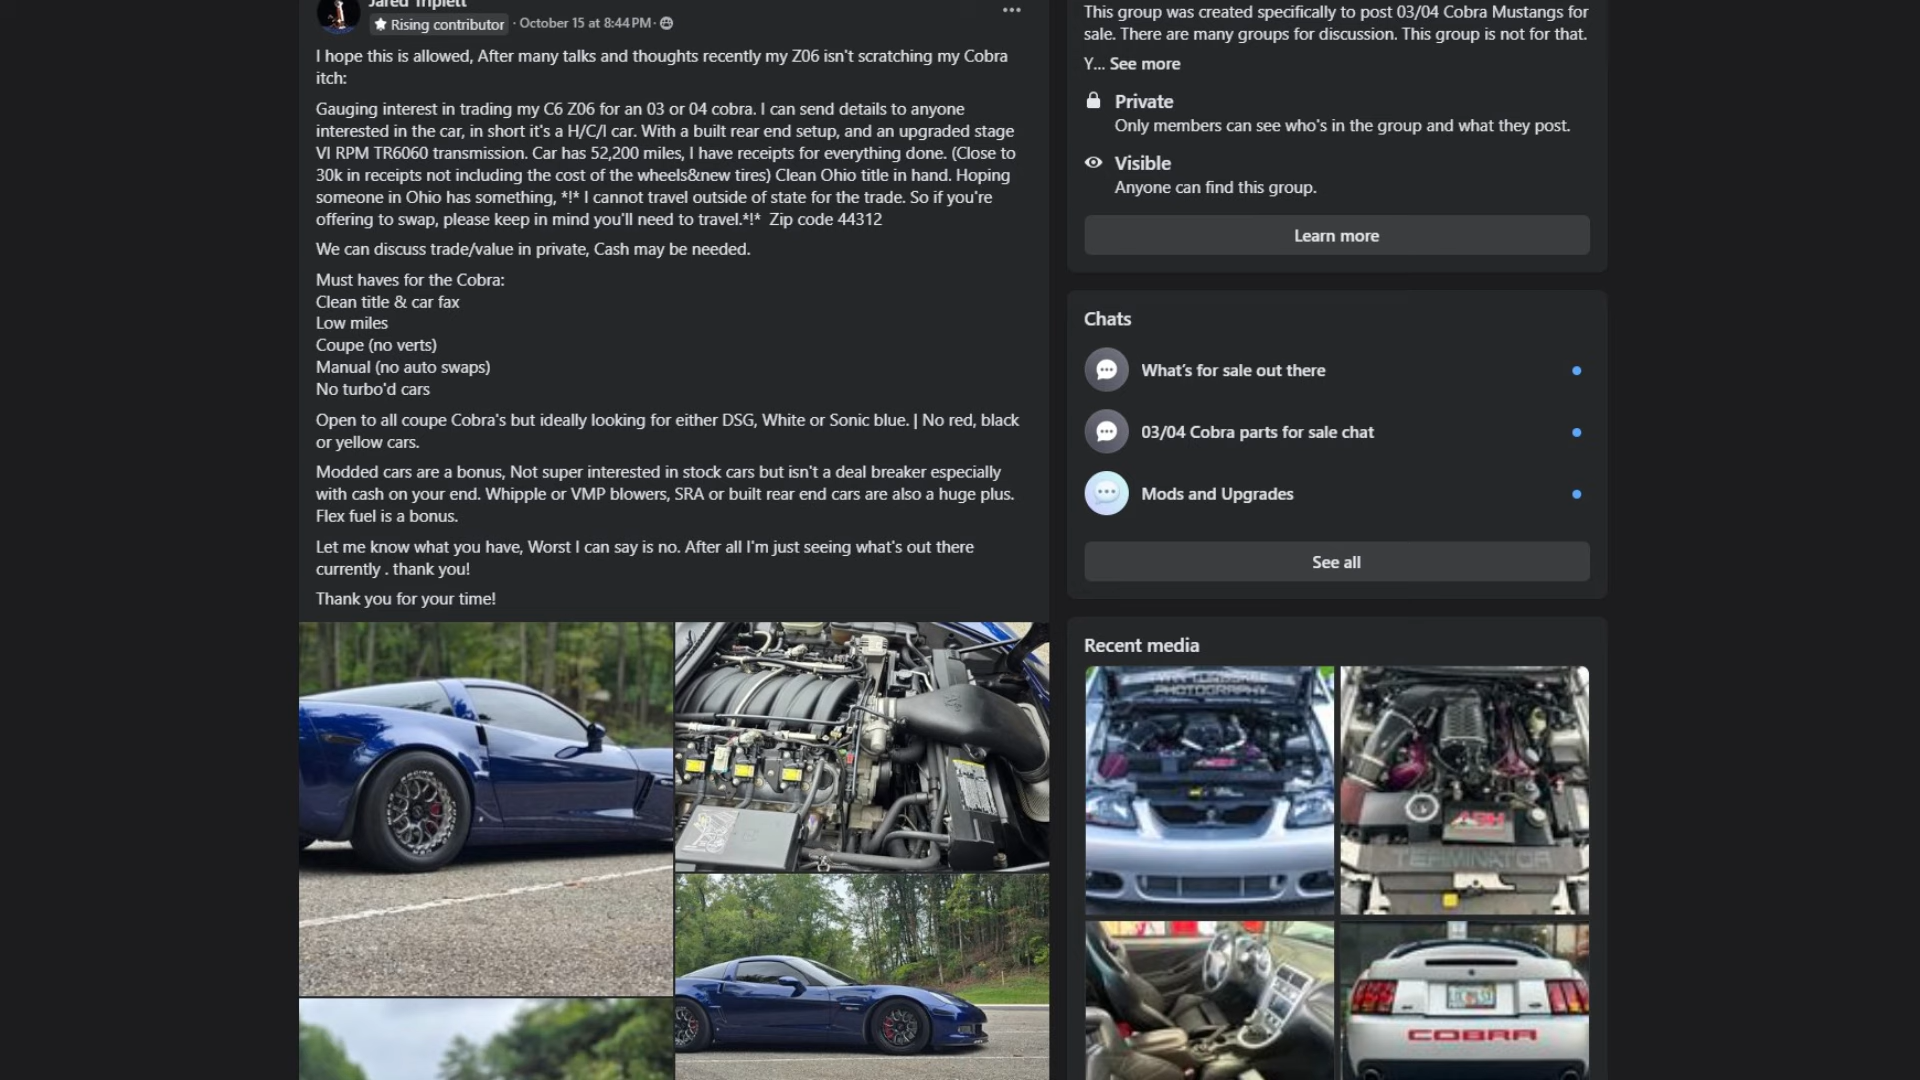 Jared Triplett
Rising contributor · October 15 at 8:44 PM ·
I hope this is allowed, After many talks and thoughts recently my Z06 isn't scratching my Cobra
itch:
Gauging interest in trading my C6 Z06 for an 03 or 04 cobra. I can send details to anyone
interested in the car, in short it's a H/C/I car. With a built rear end setup, and an upgraded stage
VI RPM TR6060 transmission. Car has 52,200 miles, I have receipts for everything done. (Close to
30k in receipts not including the cost of the wheels&new tires) Clean Ohio title in hand. Hoping
someone in Ohio has something, *!* I cannot travel outside of state for the trade. So if you're
offering to swap, please keep in mind you'll need to travel.*!*  Zip code 44312
We can discuss trade/value in private, Cash may be needed.
Must haves for the Cobra:
Clean title & car fax
Low miles
Coupe (no verts)
Manual (no auto swaps)
No turbo'd cars
Open to all coupe Cobra's but ideally looking for either DSG, White or Sonic blue. | No red, black
or yellow cars.
Modded cars are a bonus, Not super interested in stock cars but isn't a deal breaker especially
with cash on your end. Whipple or VMP blowers, SRA or built rear end cars are also a huge plus.
Flex fuel is a bonus.
Let me know what you have, Worst I can say is no. After all I'm just seeing what's out there
currently . thank you!
Thank you for your time!
This group was created specifically to post 03/04 Cobra Mustangs for
sale. There are many groups for discussion. This group is not for that.
Y... See more
Private
Only members can see who's in the group and what they post.
Visible
Anyone can find this group.
Learn more
Chats
What's for sale out there
03/04 Cobra parts for sale chat
Mods and Upgrades
See all
Recent media
PHOTOGRAPHY
TERMINATOR
COBRA